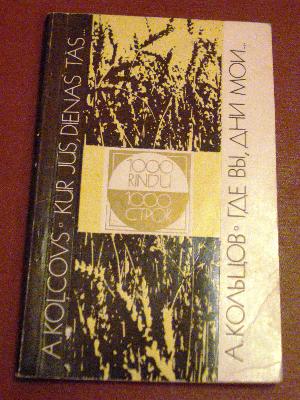 A.KOLCOVS • KUR JŪS, DIENAS TĀS...
1000
RINDU
1000
СТРОК
А.КОЛЬЦОВ • ГДЕ ВЫ, ДНИ МОИ...